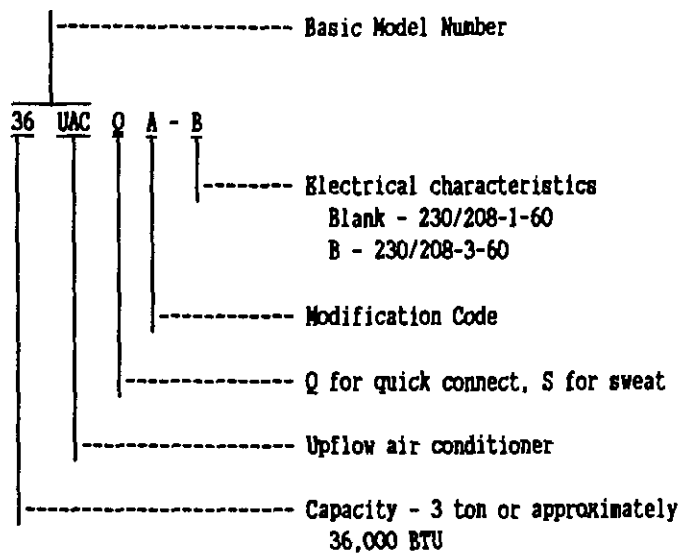 Basic Model Number
36 UAC Q A - B
Electrical characteristics
Blank - 230/208-1-60
B - 230/208-3-60
Modification Code
Q for quick connect, S for sweat
Upflow air conditioner
Capacity - 3 ton or approximately
36,000 BTU